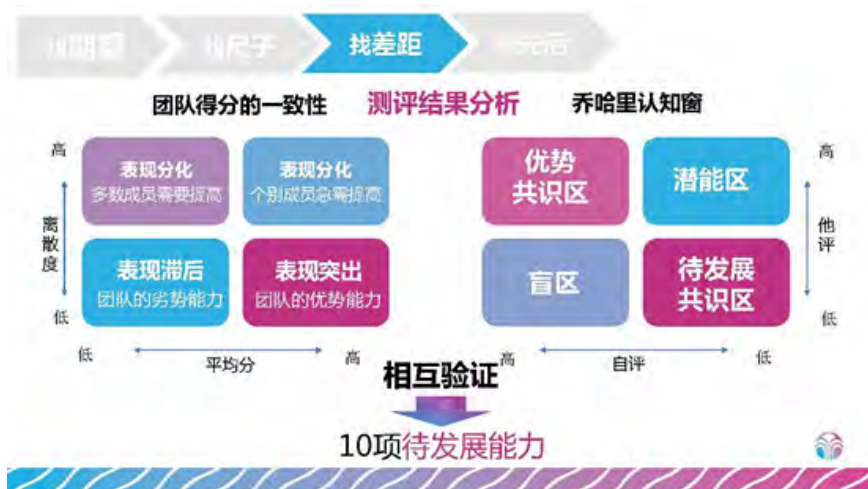 找尺子
找差距
团队得分的一致性
测评结果分析
乔哈里认知窗
高
离散度
低
表现分化
多数成员需要提高
表现分化
个别成员急需提高
表现滞后
团队的劣势能力
表现突出
团队的优势能力
低
平均分
高
优势
共识区
潜能区
盲区
待发展
共识区
高
他评
低
高
自评
低
相互验证
10项待发展能力